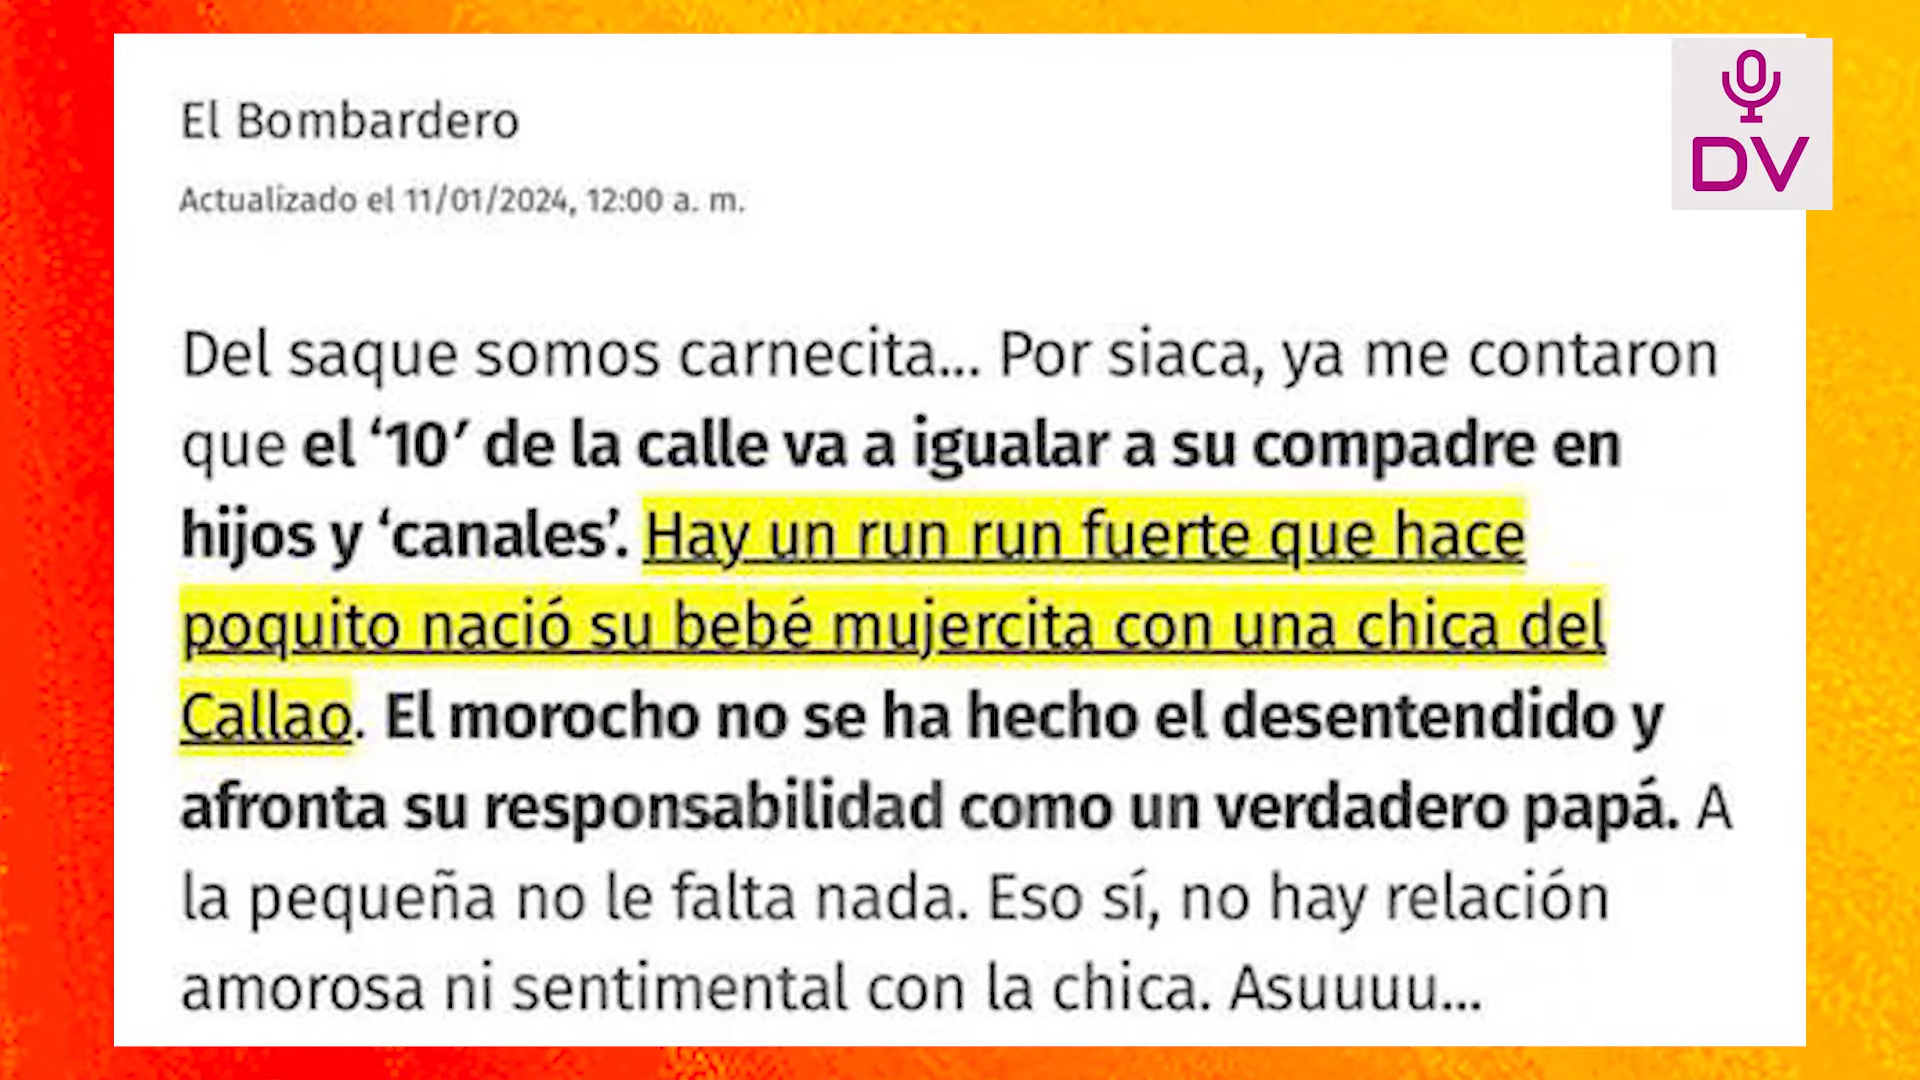 El Bombardero
DV
Actualizado el 11/01/2024, 12:00 a. m.
Del saque somos carnecita... Por siaca, ya me contaron
que el ‘10′ de la calle va a igualar a su compadre en
hijos y ‘canales’. Hay un run run fuerte que hace
poquito nació su bebé mujercita con una chica del
Callao. El morocho no se ha hecho el desentendido y
afronta su responsabilidad como un verdadero papá. A
la pequeña no le falta nada. Eso sí, no hay relación
amorosa ni sentimental con la chica. Asuuuu...